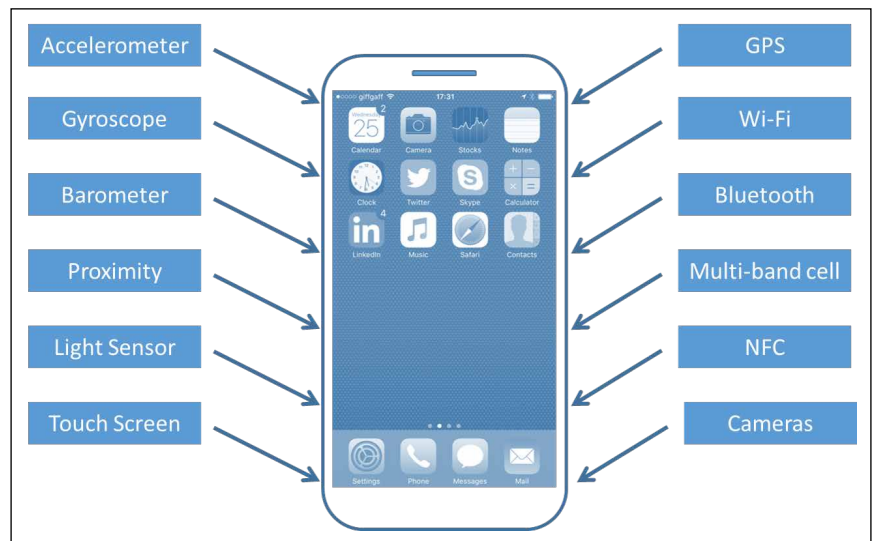 Accelerometer
Gyroscope
Barometer
Proximity
Light Sensor
Touch Screen
giffgaff 17:31
2
Wednesday
25
Calendar Camera Stocks Notes
Clock Twitter Skype Calculator
4
in
LinkedIn Music Safari Contacts
Settings Phone Messages Mail
GPS
Wi-Fi
Bluetooth
Multi-band cell
NFC
Cameras